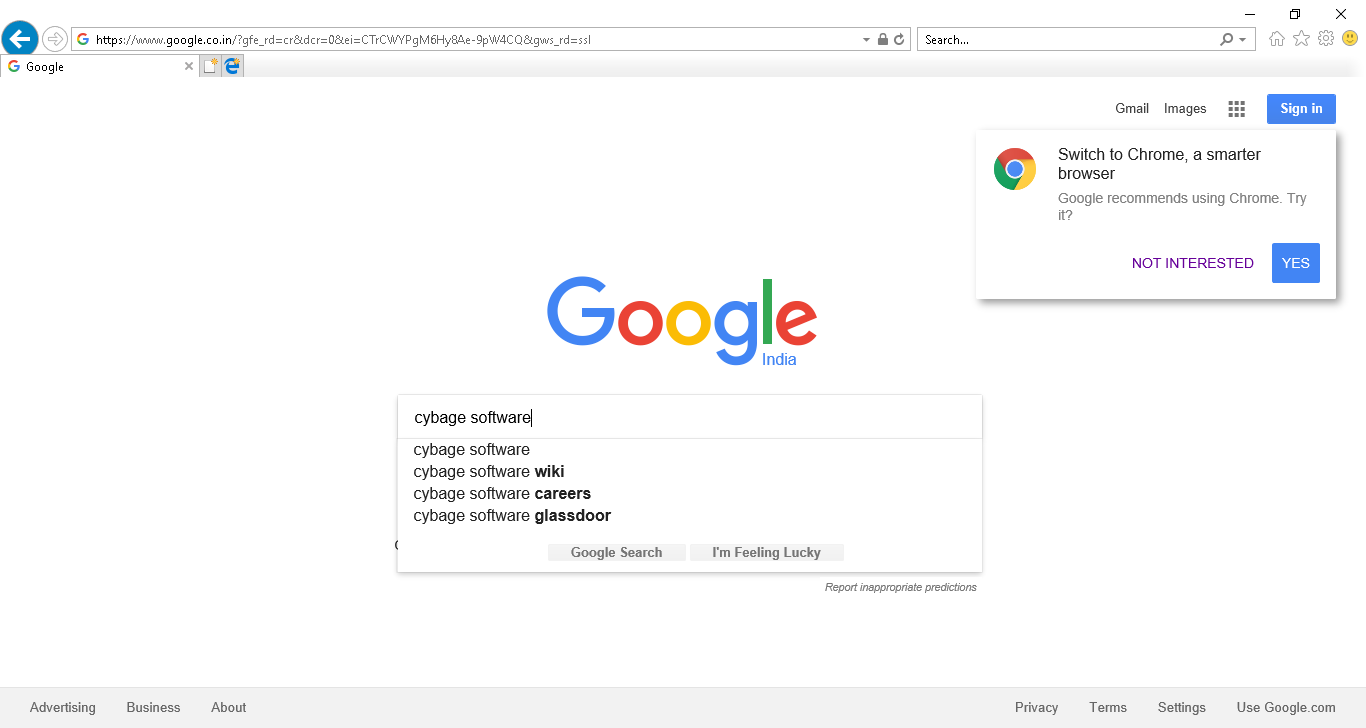 https://www.google.co.in/?gfe_rd=cr&dcr=0&ei=CTrCWYPgM6Hy8Ae-9pW4CQ&gws_rd=ssl
Search...
Google
Gmail Images Sign in
Switch to Chrome, a smarter
browser
Google recommends using Chrome. Try
it?
NOT INTERESTED YES
Google
India
cybage software
cybage software
cybage software wiki
cybage software careers
cybage software glassdoor
Google Search I'm Feeling Lucky
Report inappropriate predictions
Advertising Business About Privacy Terms Settings Use Google.com